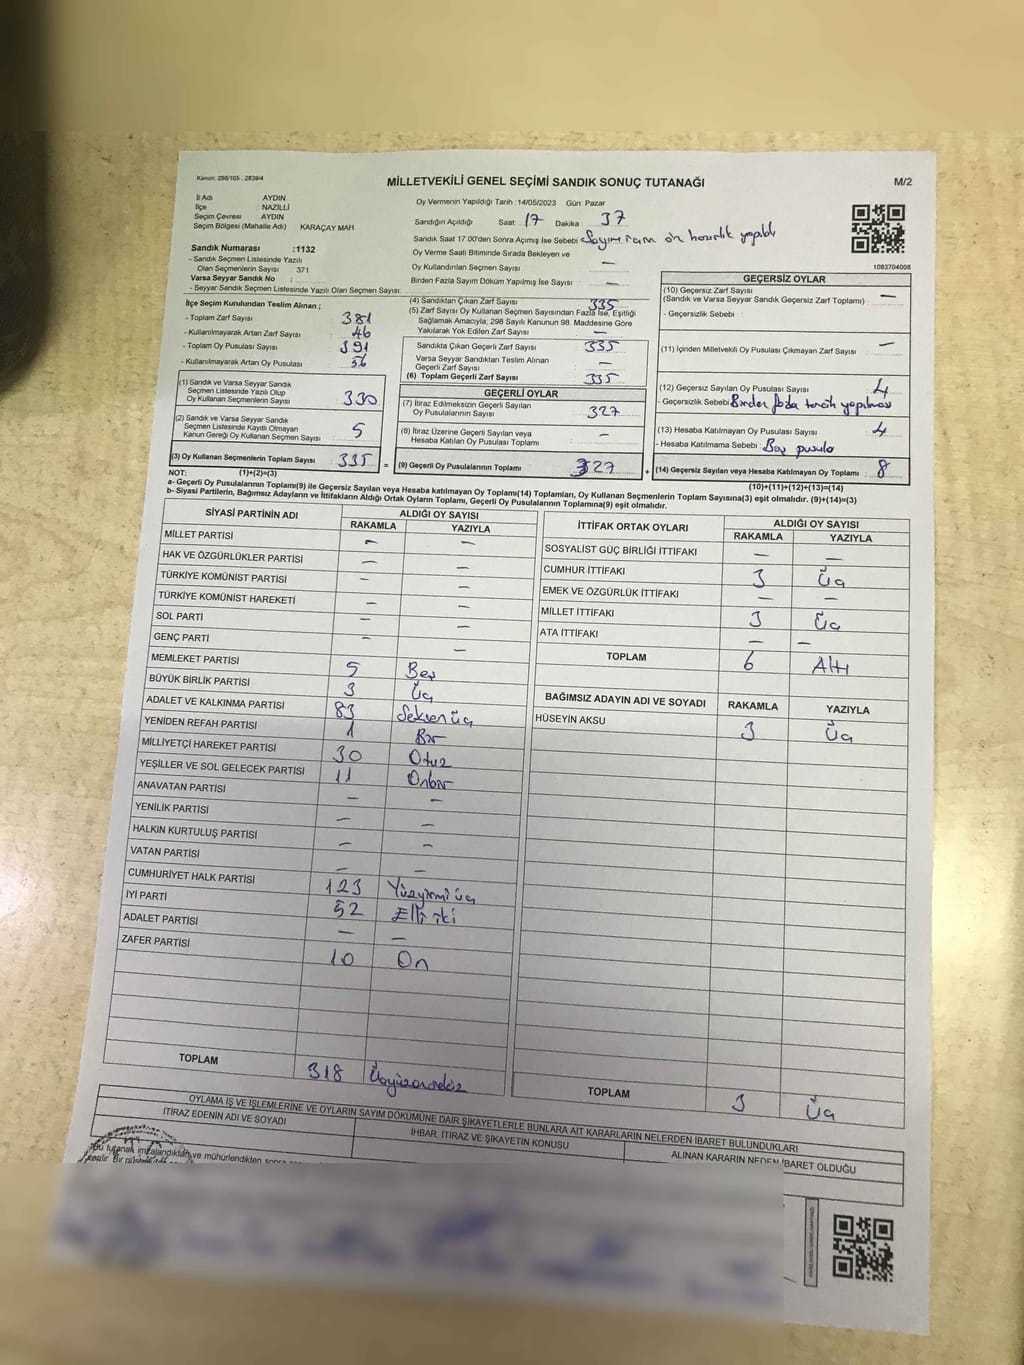 Kanun: 298/105 , 2839/4
MİLLETVEKİLİ GENEL SEÇİMİ SANDIK SONUÇ TUTANAĞI
M/2
İl Adı AYDIN
İlçe NAZİLLİ
Seçim Çevresi AYDIN
Seçim Bölgesi (Mahalle Adı) KARAÇAY MAH.
Sandık Numarası :1132
- Sandık Seçmen Listesinde Yazılı
Olan Seçmenlerin Sayısı 371
Varsa Seyyar Sandık No :
- Seyyar Sandık Seçmen Listesinde Yazılı Olan Seçmen Sayısı:
Oy Vermenin Yapıldığı Tarih :14/05/2023 Gün: Pazar
Sandığın Açıldığı Saat 17 Dakika 37
Sandık Saat 17:00'den Sonra Açımış İse Sebebi Sayım ön hazırlık yapıldı
Oy Verme Saati Bitiminde Sırada Bekleyen ve
Oy Kullandırılan Seçmen Sayısı —
Birden Fazla Sayım Döküm Yapılmış İse Sayısı : —
1083704008
İlçe Seçim Kurulundan Teslim Alınan ;
- Toplam Zarf Sayısı 381
- Kullanılmayarak Artan Zarf Sayısı 46
- Toplam Oy Pusulası Sayısı 391
- Kullanılmayarak Artan Oy Pusulası 56
(1) Sandık ve Varsa Seyyar Sandık
Seçmen Listesinde Yazılı Olup
Oy Kullanan Seçmenlerin Sayısı 330
(2) Sandık ve Varsa Seyyar Sandık
Seçmen Listesinde Kayıtlı Olmayan
Kanun Gereği Oy Kullanan Seçmen Sayısı 5
(3) Oy Kullanan Seçmenlerin Toplam Sayısı 335 =
(1)+(2)=(3)
(4) Sandıktan Çıkan Zarf Sayısı 335
(5) Zarf Sayısı Oy Kullanan Seçmen Sayısından Fazla İse, Eşitliği
Sağlamak Amacıyla, 298 Sayılı Kanunun 98. Maddesine Göre
Yakılarak Yok Edilen Zarf Sayısı —
Sandıkta Çıkan Geçerli Zarf Sayısı 335
Varsa Seyyar Sandıktan Teslim Alınan
Geçerli Zarf Sayısı —
(6) Toplam Geçerli Zarf Sayısı 335
GEÇERLİ OYLAR
(7) İtiraz Edilmeksizin Geçerli Sayılan
Oy Pusulalarının Sayısı 327
(8) İtiraz Üzerine Geçerli Sayılan veya
Hesaba Katılan Oy Pusulası Toplamı —
(9) Geçerli Oy Pusulalarının Toplamı 327 +
GEÇERSİZ OYLAR
(10) Geçersiz Zarf Sayısı
(Sandık ve Varsa Seyyar Sandık Geçersiz Zarf Toplamı) —
- Geçersizlik Sebebi :
(11) İçinden Milletvekili Oy Pusulası Çıkmayan Zarf Sayısı —
(12) Geçersiz Sayılan Oy Pusulası Sayısı 4
- Geçersizlik Sebebi Birden fazla tercih yapılması
(13) Hesaba Katılmayan Oy Pusulası Sayısı 4
- Hesaba Katılmama Sebebi : Boş pusula
(14) Geçersiz Sayılan veya Hesaba Katılmayan Oy Toplamı 8
(10)+(11)+(12)+(13)=(14)
NOT:
a- Geçerli Oy Pusulalarının Toplamı(9) ile Geçersiz Sayılan veya Hesaba Katılmayan Oy Toplamı(14) Toplamları, Oy Kullanan Seçmenlerin Toplam Sayısına(3) eşit olmalıdır. (9)+(14)=(3)
b- Siyasi Partilerin, Bağımsız Adayların ve İttifakların Aldığı Ortak Oyların Toplamı, Geçerli Oy Pusulalarının Toplamına(9) eşit olmalıdır.
SİYASİ PARTİNİN ADI ALDIĞI OY SAYISI
RAKAMLA YAZIYLA
MİLLET PARTİSİ — —
HAK VE ÖZGÜRLÜKLER PARTİSİ — —
TÜRKİYE KOMÜNİST PARTİSİ — —
TÜRKİYE KOMÜNİST HAREKETİ — —
SOL PARTİ — —
GENÇ PARTİ — —
MEMLEKET PARTİSİ 5 Beş
BÜYÜK BİRLİK PARTİSİ 3 Üç
ADALET VE KALKINMA PARTİSİ 83 Seksen üç
YENİDEN REFAH PARTİSİ 1 Bir
MİLLİYETÇİ HAREKET PARTİSİ 30 Otuz
YEŞİLLER VE SOL GELECEK PARTİSİ 11 Onbir
ANAVATAN PARTİSİ — —
YENİLİK PARTİSİ — —
HALKIN KURTULUŞ PARTİSİ — —
VATAN PARTİSİ — —
CUMHURİYET HALK PARTİSİ 123 Yüzyirmi üç
İYİ PARTİ 52 Elli iki
ADALET PARTİSİ — —
ZAFER PARTİSİ 10 On
TOPLAM 318 Üçyüzonsekiz
İTTİFAK ORTAK OYLARI ALDIĞI OY SAYISI
RAKAMLA YAZIYLA
SOSYALİST GÜÇ BİRLİĞİ İTTİFAKI — —
CUMHUR İTTİFAKI 3 Üç
EMEK VE ÖZGÜRLÜK İTTİFAKI — —
MİLLET İTTİFAKI 3 Üç
ATA İTTİFAKI — —
TOPLAM 6 Altı
BAĞIMSIZ ADAYIN ADI VE SOYADI RAKAMLA YAZIYLA
HÜSEYİN AKSU 3 Üç
TOPLAM 3 Üç
OYLAMA İŞ VE İŞLEMLERİNE VE OYLARIN SAYIM DÖKÜMÜNE DAİR ŞİKAYETLERLE BUNLARA AİT KARARLARIN NELERDEN İBARET BULUNDUKLARI
İTİRAZ EDENİN ADI VE SOYADI
İHBAR, İTİRAZ VE ŞİKAYETİN KONUSU
ALINAN KARARIN NEDEN İBARET OLDUĞU
Bu tutanak imzalandıktan ve mühürlendikten sonra